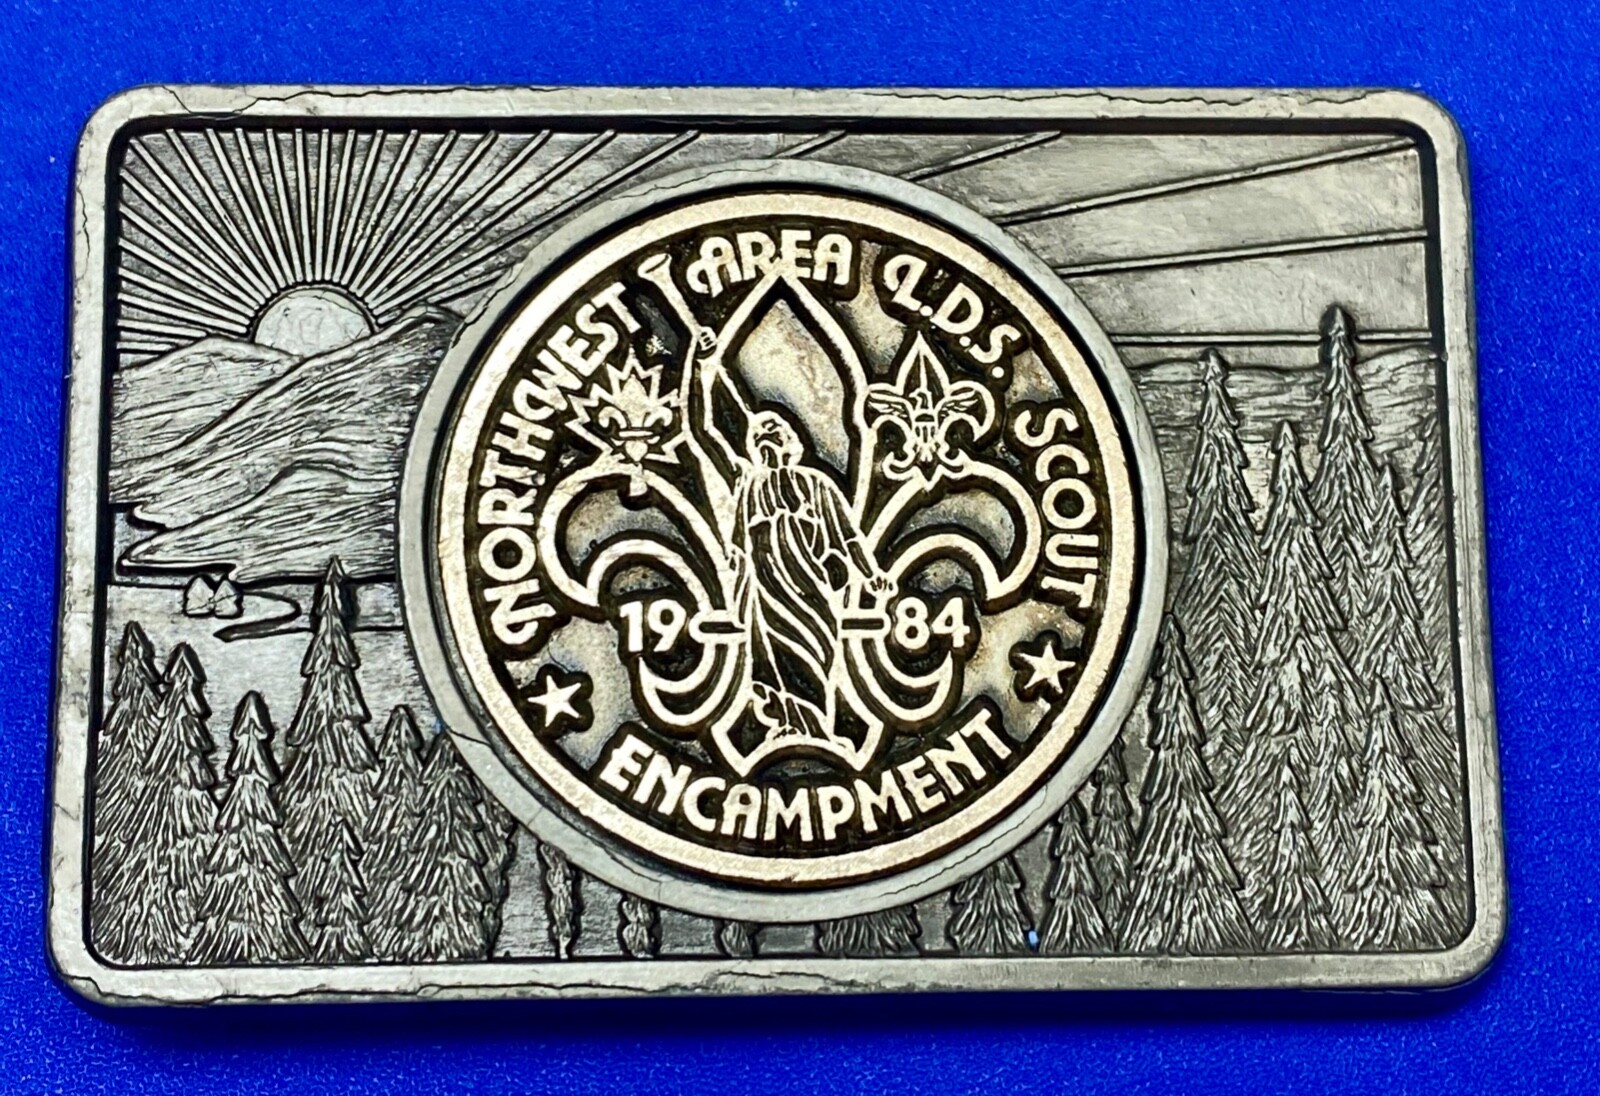 NORTHWEST AREA L.D.S. SCOUT
19 84
ENCAMPMENT